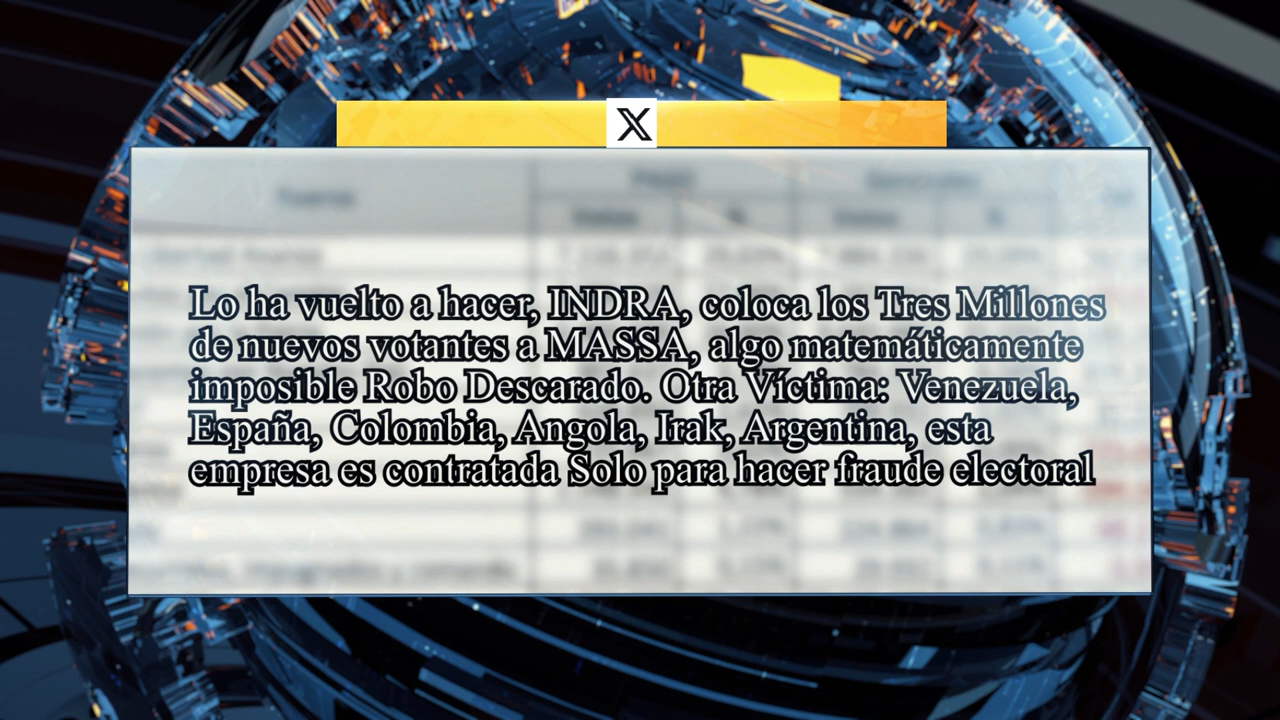 Lo ha vuelto a hacer, INDRA, coloca los Tres Millones
de nuevos votantes a MASSA, algo matemáticamente
imposible Robo Descarado. Otra Víctima: Venezuela,
España, Colombia, Angola, Irak, Argentina, esta
empresa es contratada Solo para hacer fraude electoral